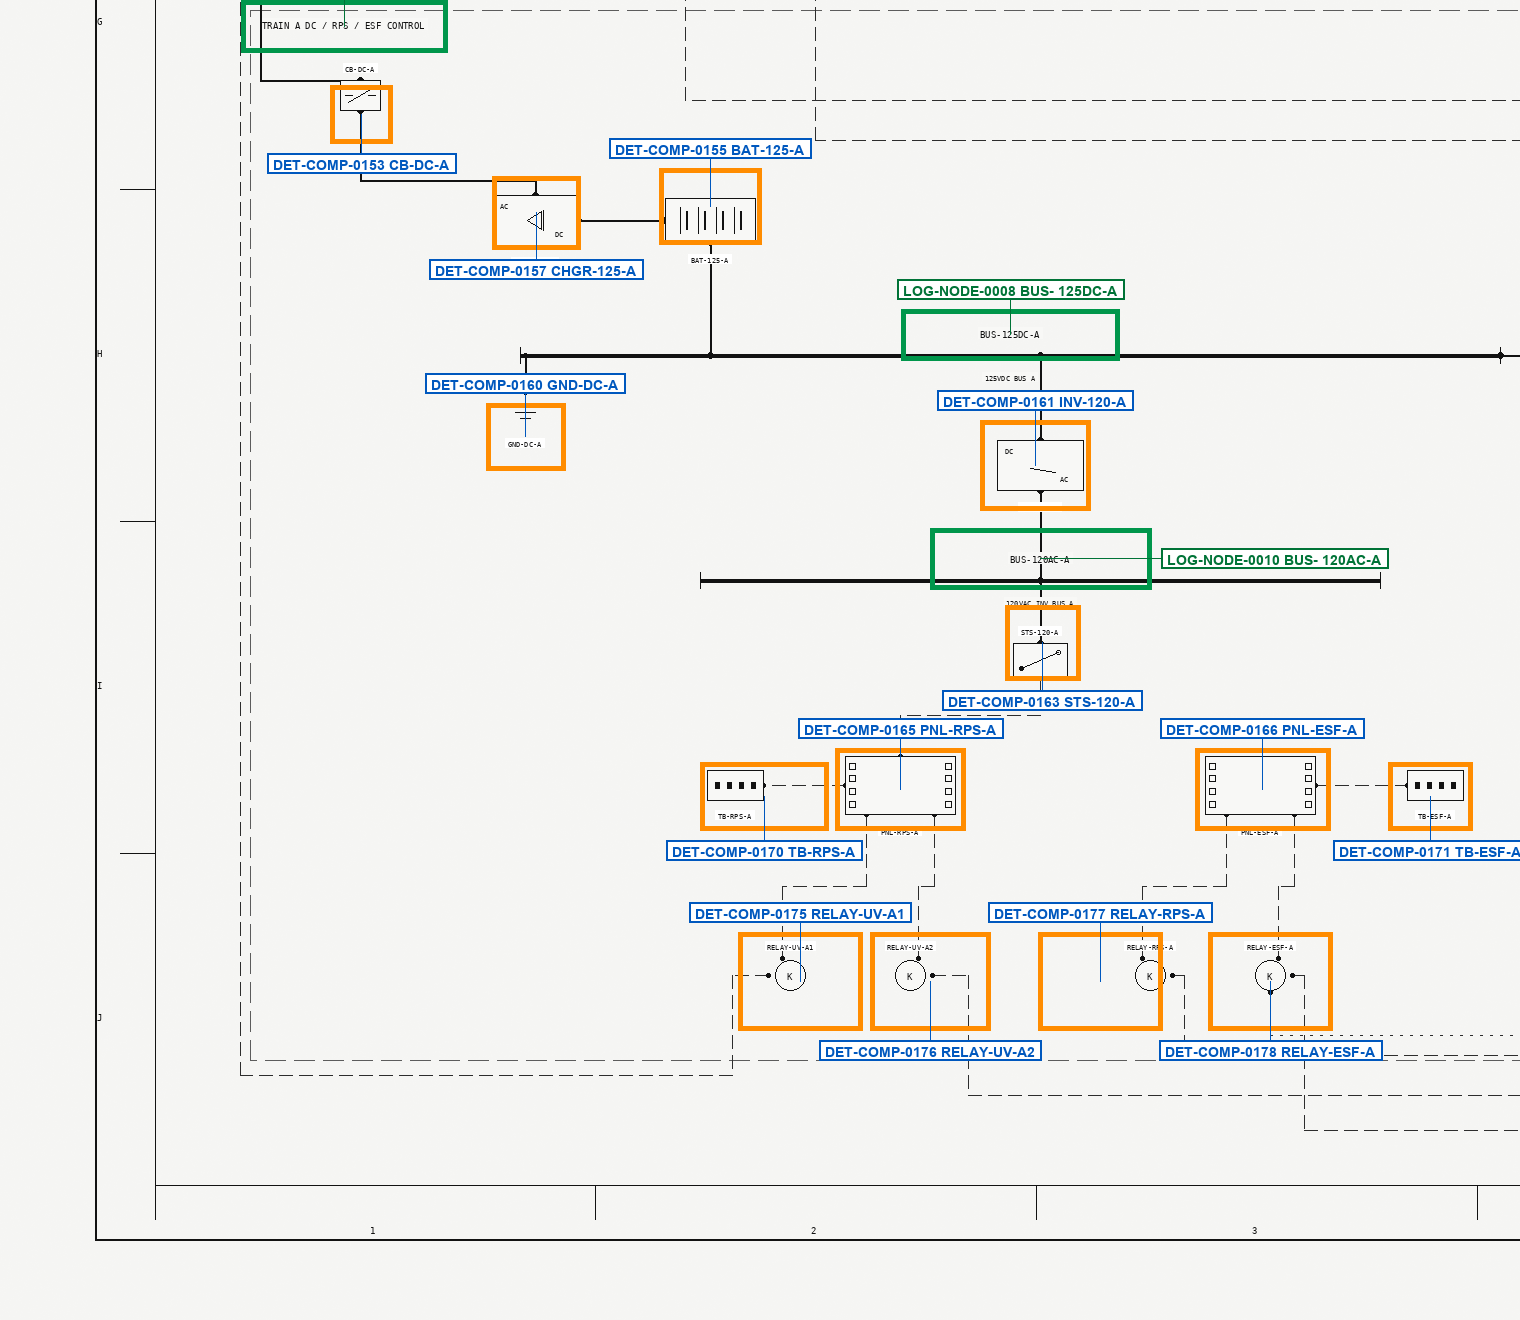 G
TRAIN A DC / RPS / ESF CONTROL
CB-DC-A
DET-COMP-0155 BAT-125-A
DET-COMP-0153 CB-DC-A
AC
DC
BAT-125-A
DET-COMP-0157 CHGR-125-A
LOG-NODE-0008 BUS- 125DC-A
BUS-125DC-A
H
125VDC BUS A
DET-COMP-0160 GND-DC-A
DET-COMP-0161 INV-120-A
GND-DC-A
DC
AC
BUS-120AC-A
LOG-NODE-0010 BUS- 120AC-A
120VAC INV BUS A
STS-120-A
I
DET-COMP-0163 STS-120-A
DET-COMP-0165 PNL-RPS-A
DET-COMP-0166 PNL-ESF-A
TB-RPS-A
TB-ESF-A
PNL-RPS-A
PNL-ESF-A
DET-COMP-0170 TB-RPS-A
DET-COMP-0171 TB-ESF-A
DET-COMP-0175 RELAY-UV-A1
DET-COMP-0177 RELAY-RPS-A
RELAY-UV-A1
RELAY-UV-A2
RELAY-RPS-A
RELAY-ESF-A
K
K
K
K
J
DET-COMP-0176 RELAY-UV-A2
DET-COMP-0178 RELAY-ESF-A
1
2
3